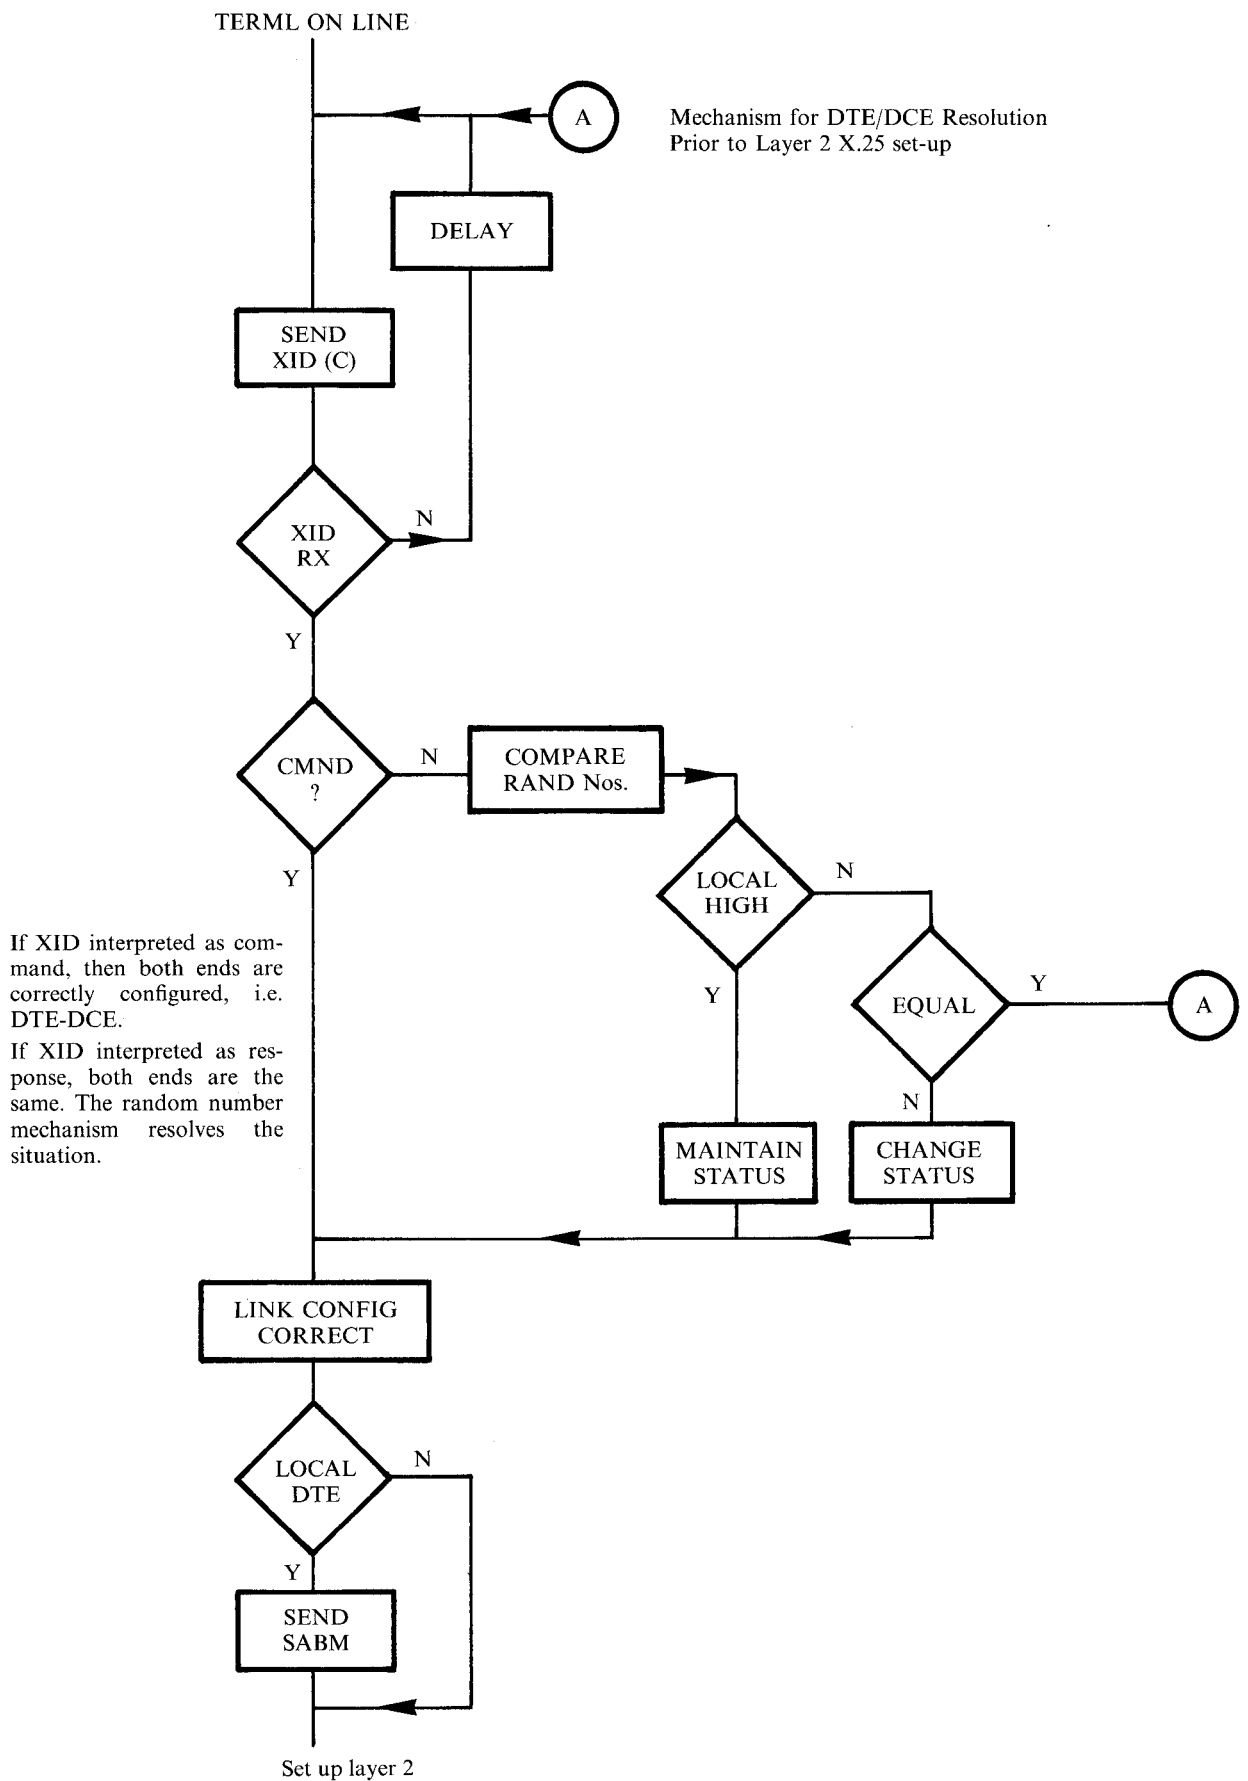 TERML ON LINE
A
Mechanism for DTE/DCE Resolution
Prior to Layer 2 X.25 set-up
DELAY
SEND
XID (C)
XID
RX
N
Y
CMND
?
N
COMPARE
RAND Nos.
Y
LOCAL
HIGH
N
Y
EQUAL
Y
A
N
If XID interpreted as com-
mand, then both ends are
correctly configured, i.e.
DTE-DCE.
If XID interpreted as res-
ponse, both ends are the
same. The random number
mechanism resolves the
situation.
MAINTAIN
STATUS
CHANGE
STATUS
LINK CONFIG
CORRECT
LOCAL
DTE
N
Y
SEND
SABM
Set up layer 2